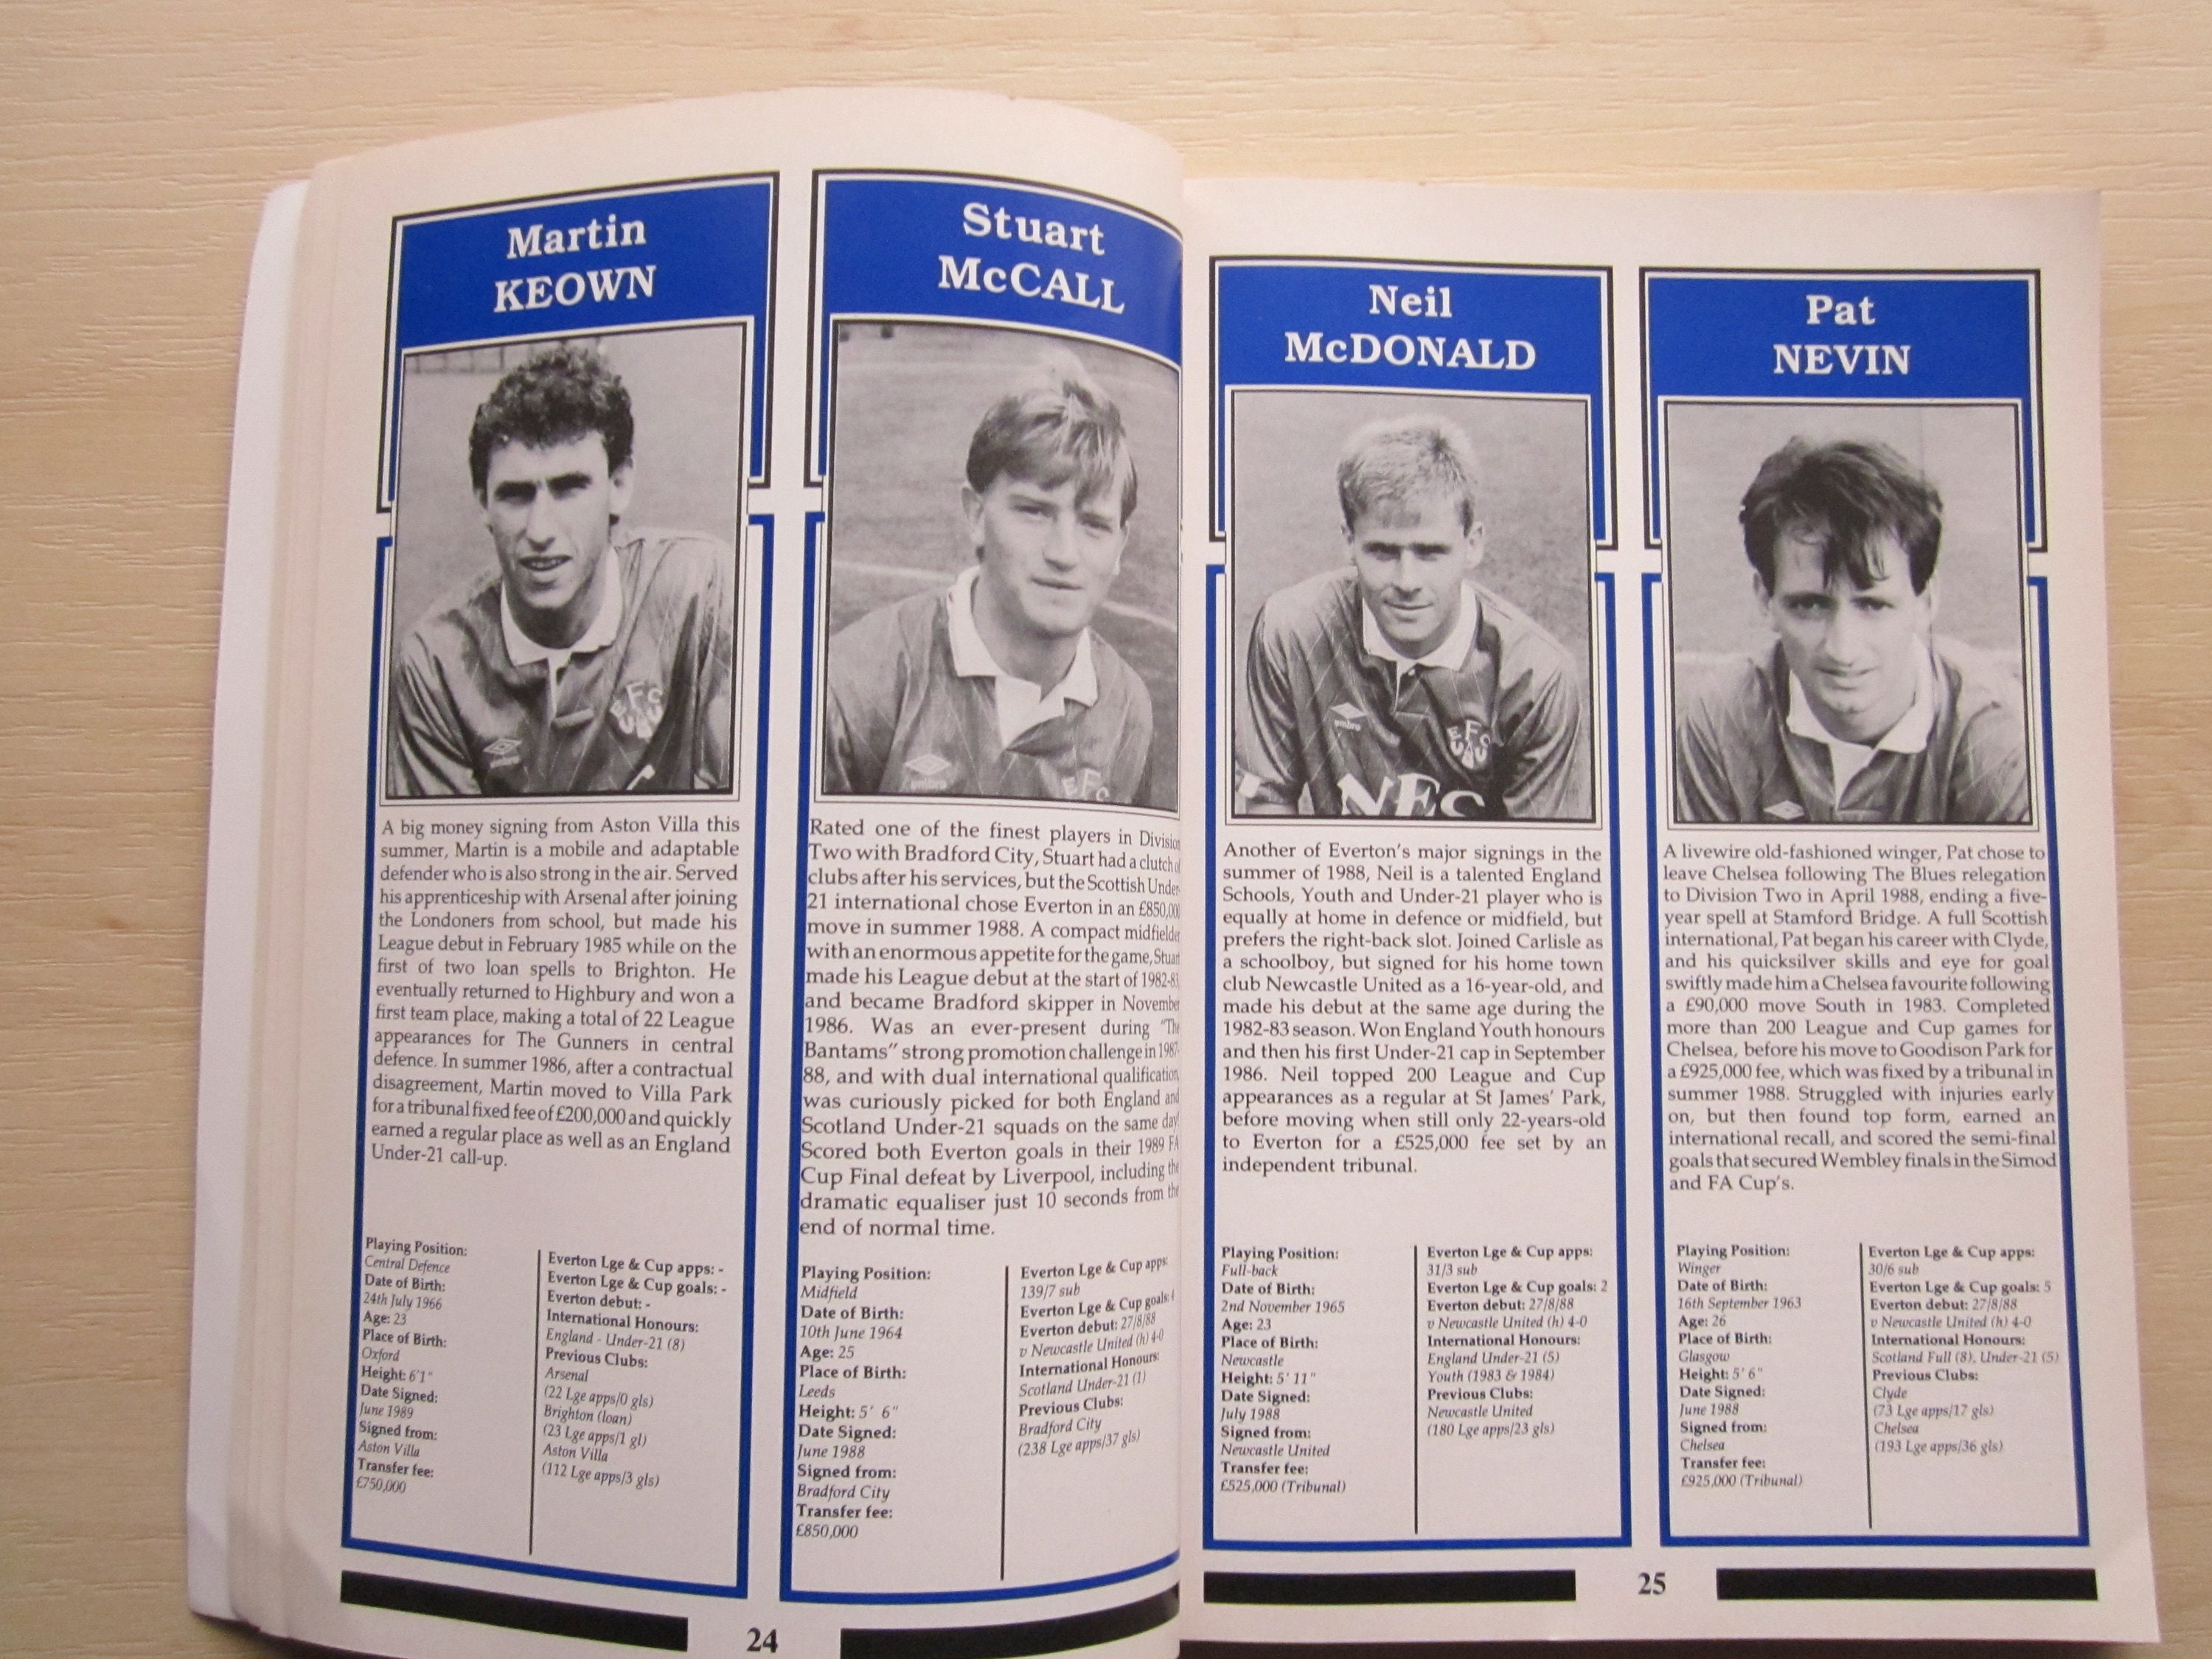 Martin
KEOWN
A big money signing from Aston Villa this
summer, Martin is a mobile and adaptable
defender who is also strong in the air. Served
his apprenticeship with Arsenal after joining
the Londoners from school, but made his
League debut in February 1985 while on the
first of two loan spells to Brighton. He
eventually returned to Highbury and won a
first team place, making a total of 22 League
appearances for The Gunners in central
defence. In summer 1986, after a contractual
disagreement, Martin moved to Villa Park
for a tribunal fixed fee of £200,000 and quickly
earned a regular place as well as an England
Under-21 call-up.
Playing Position:
Central Defence
Date of Birth:
24th July 1966
Age: 23
Place of Birth:
Oxford
Height: 6'1"
Date Signed:
June 1989
Signed from:
Aston Villa
Transfer fee:
£750,000
Everton Lge & Cup apps: -
Everton Lge & Cup goals: -
Everton debut: -
International Honours:
England - Under-21 (8)
Previous Clubs:
Arsenal
(22 Lge apps/0 gls)
Brighton (loan)
(23 Lge apps/1 gl)
Aston Villa
(112 Lge apps/3 gls)
Stuart
McCALL
Rated one of the finest players in Division
Two with Bradford City, Stuart had a clutch of
clubs after his services, but the Scottish Under-
21 international chose Everton in an £850,000
move in summer 1988. A compact midfielder
with an enormous appetite for the game, Stuart
made his League debut at the start of 1982-83,
and became Bradford skipper in November
1986. Was an ever-present during "The
Bantams" strong promotion challenge in 1987-
88, and with dual international qualification,
was curiously picked for both England and
Scotland Under-21 squads on the same day!
Scored both Everton goals in their 1989 FA
Cup Final defeat by Liverpool, including the
dramatic equaliser just 10 seconds from the
end of normal time.
Playing Position:
Midfield
Date of Birth:
10th June 1964
Age: 25
Place of Birth:
Leeds
Height: 5' 6"
Date Signed:
June 1988
Signed from:
Bradford City
Transfer fee:
£850,000
Everton Lge & Cup apps:
139/7 sub
Everton Lge & Cup goals:
Everton debut: 27/8/88
v Newcastle United (h) 4-0
International Honours:
Scotland Under-21 (1)
Previous Clubs:
Bradford City
(238 Lge apps/37 gls)
24
Neil
McDONALD
umbro
EFC
NEC
Another of Everton's major signings in the
summer of 1988, Neil is a talented England
Schools, Youth and Under-21 player who is
equally at home in defence or midfield, but
prefers the right-back slot. Joined Carlisle as
a schoolboy, but signed for his home town
club Newcastle United as a 16-year-old, and
made his debut at the same age during the
1982-83 season. Won England Youth honours
and then his first Under-21 cap in September
1986. Neil topped 200 League and Cup
appearances as a regular at St James' Park,
before moving when still only 22-years-old
to Everton for a £525,000 fee set by an
independent tribunal.
Playing Position:
Full-back
Date of Birth:
2nd November 1965
Age: 23
Place of Birth:
Newcastle
Height: 5' 11"
Date Signed:
July 1988
Signed from:
Newcastle United
Transfer fee:
£525,000 (Tribunal)
Everton Lge & Cup apps:
31/3 sub
Everton Lge & Cup goals: 2
Everton debut: 27/8/88
v Newcastle United (h) 4-0
International Honours:
England Under-21 (5)
Youth (1983 & 1984)
Previous Clubs:
Newcastle United
(180 Lge apps/23 gls)
Pat
NEVIN
A livewire old-fashioned winger, Pat chose to
leave Chelsea following The Blues relegation
to Division Two in April 1988, ending a five-
year spell at Stamford Bridge. A full Scottish
international, Pat began his career with Clyde,
and his quicksilver skills and eye for goal
swiftly made him a Chelsea favourite following
a £90,000 move South in 1983. Completed
more than 200 League and Cup games for
Chelsea, before his move to Goodison Park for
a £925,000 fee, which was fixed by a tribunal in
summer 1988. Struggled with injuries early
on, but then found top form, earned an
international recall, and scored the semi-final
goals that secured Wembley finals in the Simod
and FA Cup's.
Playing Position:
Winger
Date of Birth:
16th September 1963
Age: 26
Place of Birth:
Glasgow
Height: 5' 6"
Date Signed:
June 1988
Signed from:
Chelsea
Transfer fee:
£925,000 (Tribunal)
Everton Lge & Cup apps:
30/6 sub
Everton Lge & Cup goals: 5
Everton debut: 27/8/88
v Newcastle United (h) 4-0
International Honours:
Scotland Full (8), Under-21 (5)
Previous Clubs:
Clyde
(73 Lge apps/17 gls)
Chelsea
(193 Lge apps/36 gls)
25